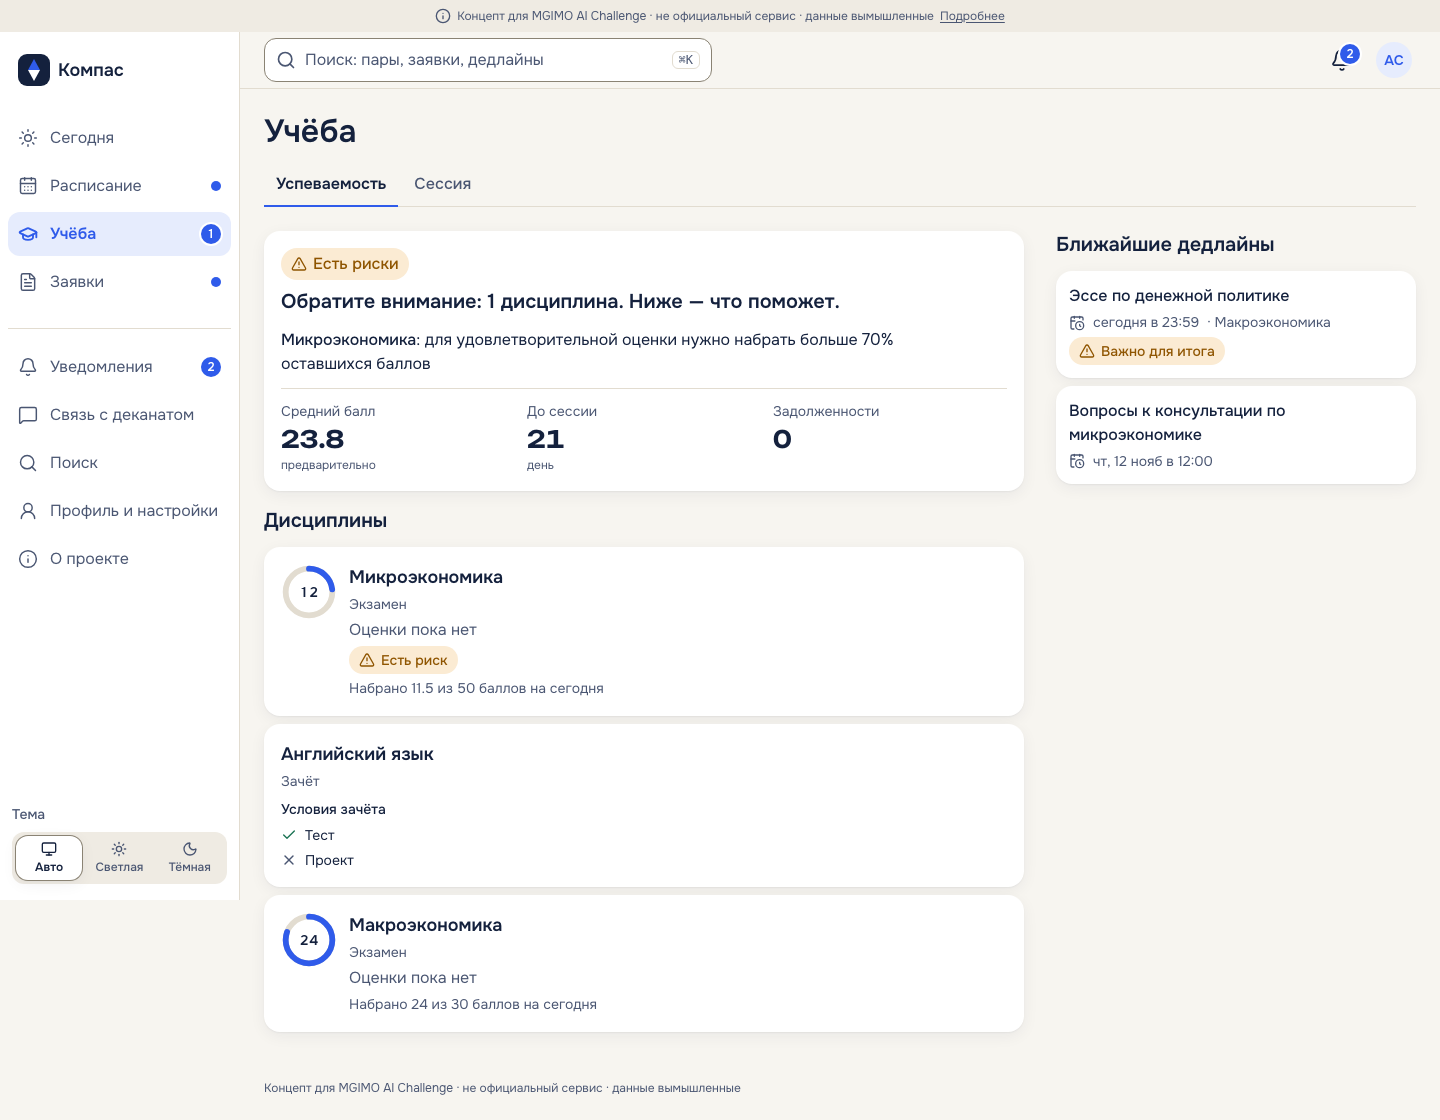 Концепт для MGIMO AI Challenge · не официальный сервис · данные вымышленные Подробнее
Компас
Поиск: пары, заявки, дедлайны
⌘K
2
АС
Сегодня
Расписание
Учёба
1
Заявки
Уведомления
2
Связь с деканатом
Поиск
Профиль и настройки
О проекте
Тема
Авто
Светлая
Тёмная
Учёба
Успеваемость
Сессия
Есть риски
Обратите внимание: 1 дисциплина. Ниже — что поможет.
Микроэкономика: для удовлетворительной оценки нужно набрать больше 70%
оставшихся баллов
Средний балл
23.8
предварительно
До сессии
21
день
Задолженности
0
Дисциплины
12
Микроэкономика
Экзамен
Оценки пока нет
Есть риск
Набрано 11.5 из 50 баллов на сегодня
Английский язык
Зачёт
Условия зачёта
Тест
Проект
24
Макроэкономика
Экзамен
Оценки пока нет
Набрано 24 из 30 баллов на сегодня
Ближайшие дедлайны
Эссе по денежной политике
сегодня в 23:59 · Макроэкономика
Важно для итога
Вопросы к консультации по
микроэкономике
чт, 12 нояб в 12:00
Концепт для MGIMO AI Challenge · не официальный сервис · данные вымышленные